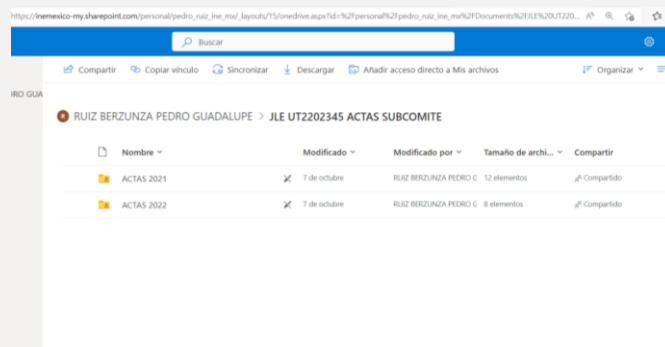 https://inemexico-my.sharepoint.com/personal/pedro_ruiz_ine_mx/_layouts/15/onedrive.aspx?id=%2Fpersonal%2Fpedro_ruiz_ine_mx%2FDocuments%2FJLE%20UT220...
Buscar
Compartir Copiar vínculo Sincronizar Descargar Añadir acceso directo a Mis archivos Organizar
RO GUA
R RUIZ BERZUNZA PEDRO GUADALUPE > JLE UT2202345 ACTAS SUBCOMITE
Nombre Modificado Modificado por Tamaño de archi... Compartir
ACTAS 2021 7 de octubre RUIZ BERZUNZA PEDRO G 12 elementos Compartido
ACTAS 2022 7 de octubre RUIZ BERZUNZA PEDRO G 8 elementos Compartido